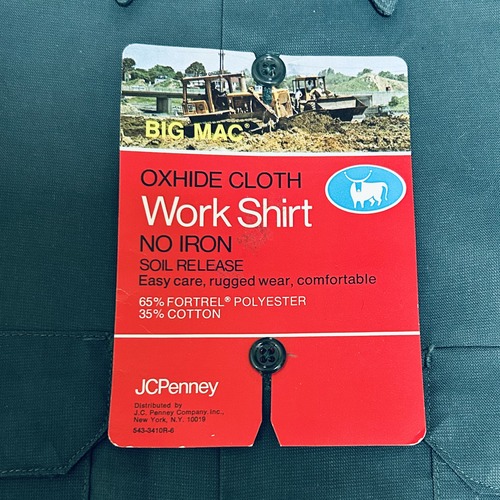 BIG MAC®
OXHIDE CLOTH
Work Shirt
NO IRON
SOIL RELEASE
Easy care, rugged wear, comfortable
65% FORTREL® POLYESTER
35% COTTON
JCPenney
Distributed by
J.C. Penney Company, Inc.,
New York, N.Y. 10019
543-3410R-6